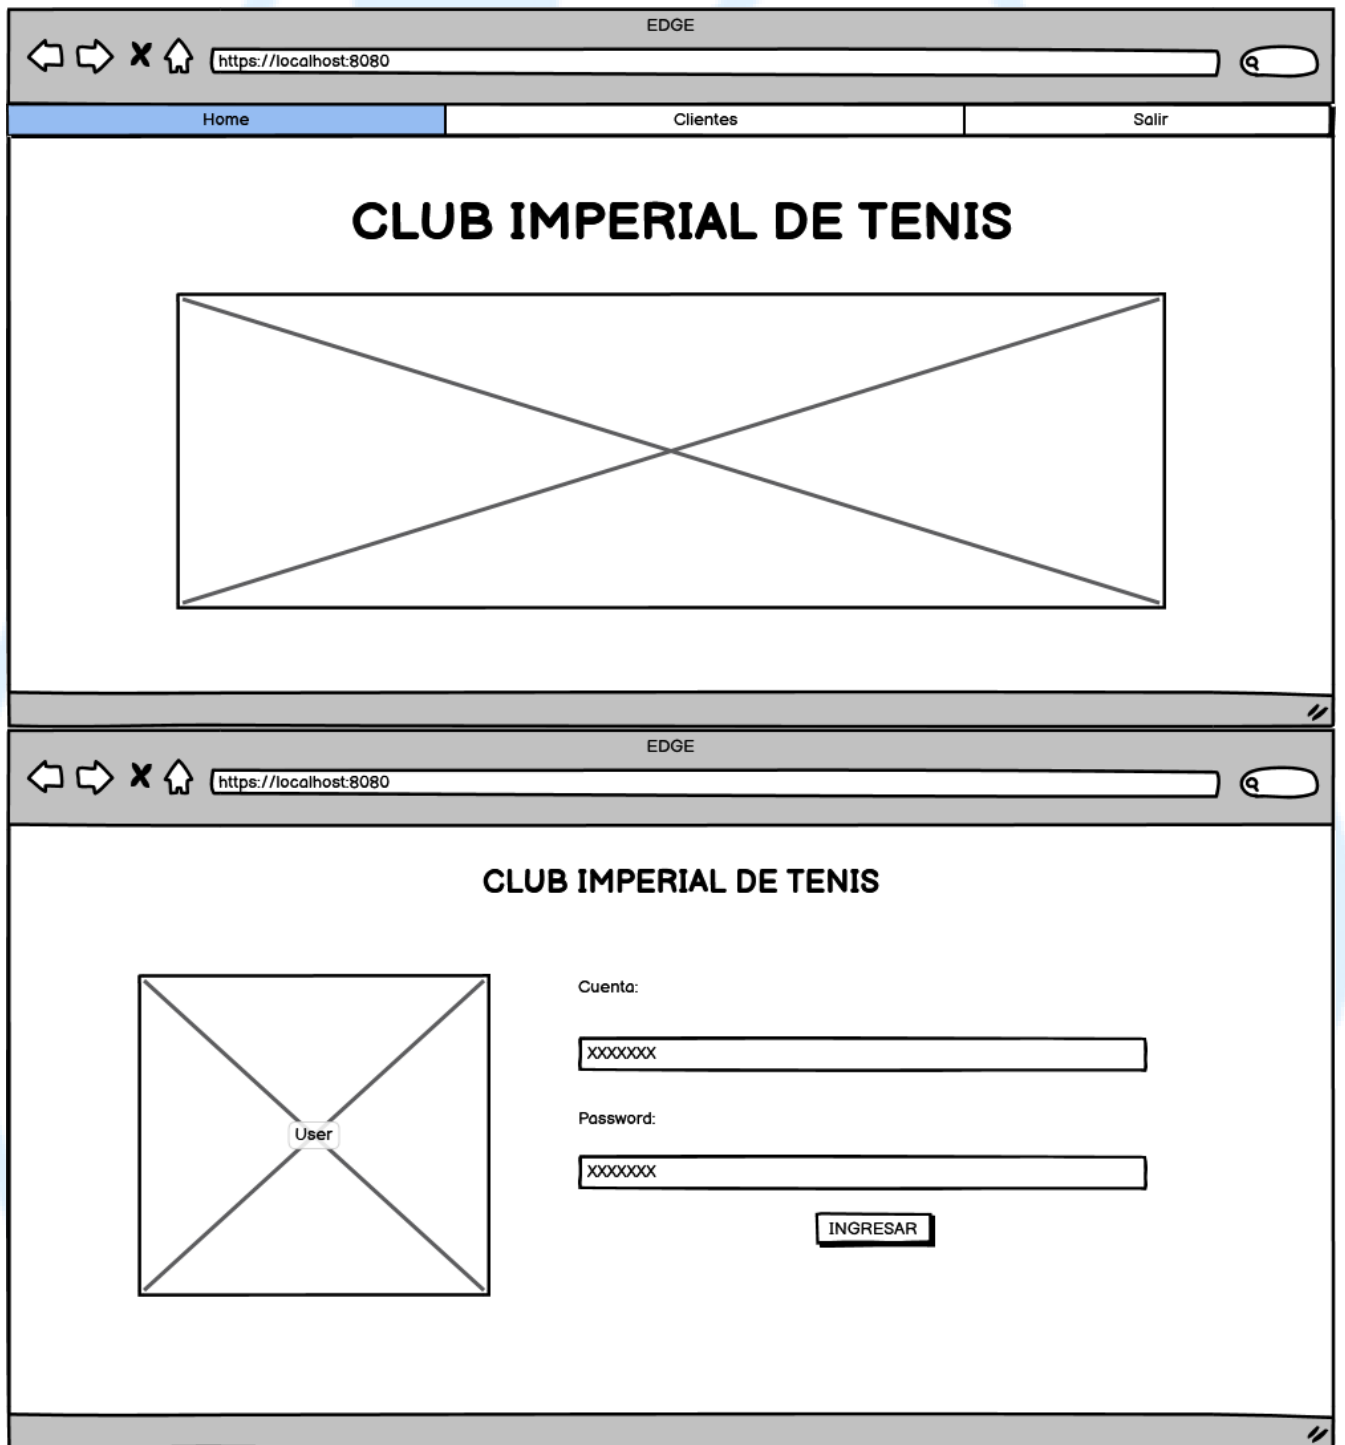 EDGE
https://localhost:8080
Home Clientes Salir
CLUB IMPERIAL DE TENIS
EDGE
https://localhost:8080
CLUB IMPERIAL DE TENIS
Cuenta:
XXXXXXX
Password:
User
XXXXXXX
INGRESAR